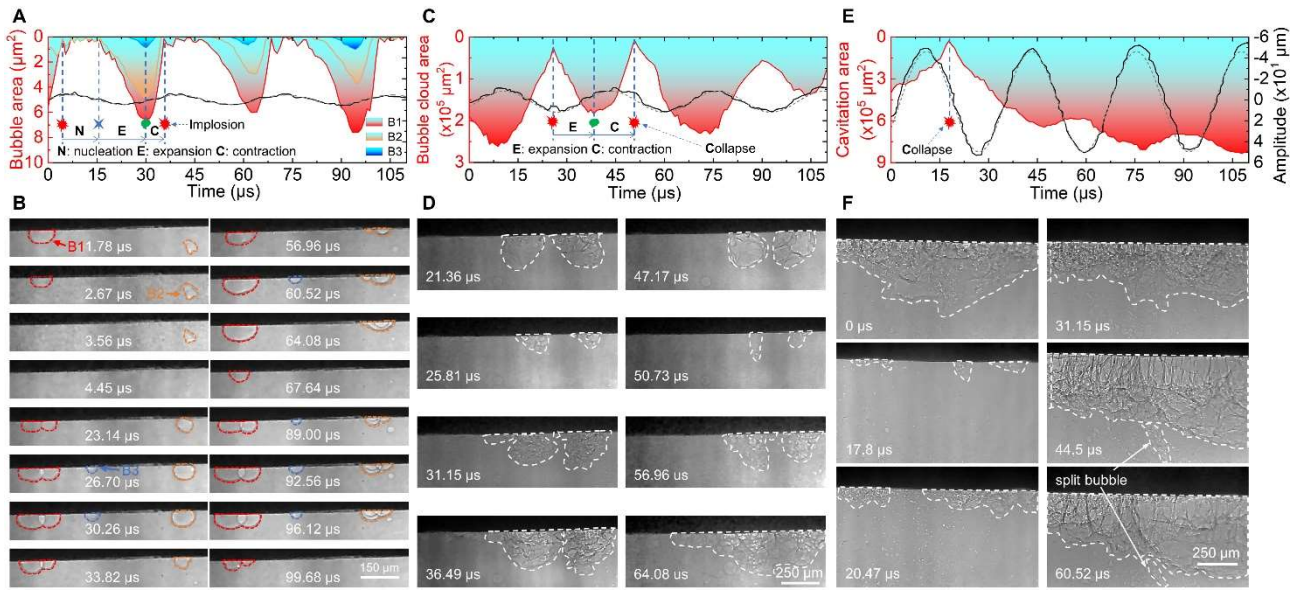 A
Bubble area (μm²)
0
2
4
6
8
10
N
E
C
Implosion
B1
B2
B3
N: nucleation E: expansion C: contraction
0 15 30 45 60 75 90 105
Time (μs)
C
Bubble cloud area
(x10⁵ μm²)
0
1
2
3
E
C
E: expansion C: contraction
Collapse
0 15 30 45 60 75 90 105
Time (μs)
E
Cavitation area
(x10⁵ μm²)
0
3
6
9
Collapse
-6
-4
-2
0
2
4
6
Amplitude (x10¹ μm)
0 15 30 45 60 75 90 105
Time (μs)
B
B1
1.78 μs
2.67 μs
B2
3.56 μs
4.45 μs
23.14 μs
26.70 μs
B3
30.26 μs
33.82 μs
56.96 μs
60.52 μs
64.08 μs
67.64 μs
89.00 μs
92.56 μs
96.12 μs
99.68 μs
150 μm
D
21.36 μs
47.17 μs
25.81 μs
50.73 μs
31.15 μs
56.96 μs
36.49 μs
64.08 μs
250 μm
F
0 μs
31.15 μs
17.8 μs
44.5 μs
split bubble
20.47 μs
60.52 μs
250 μm